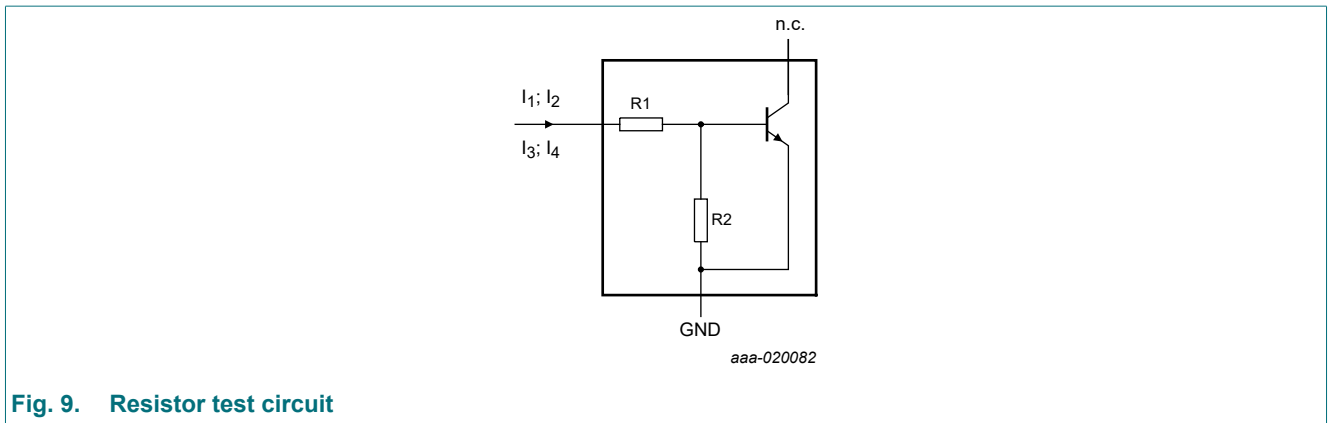 n.c.
I1; I2
R1
I3; I4
R2
GND
aaa-020082
Fig. 9. Resistor test circuit